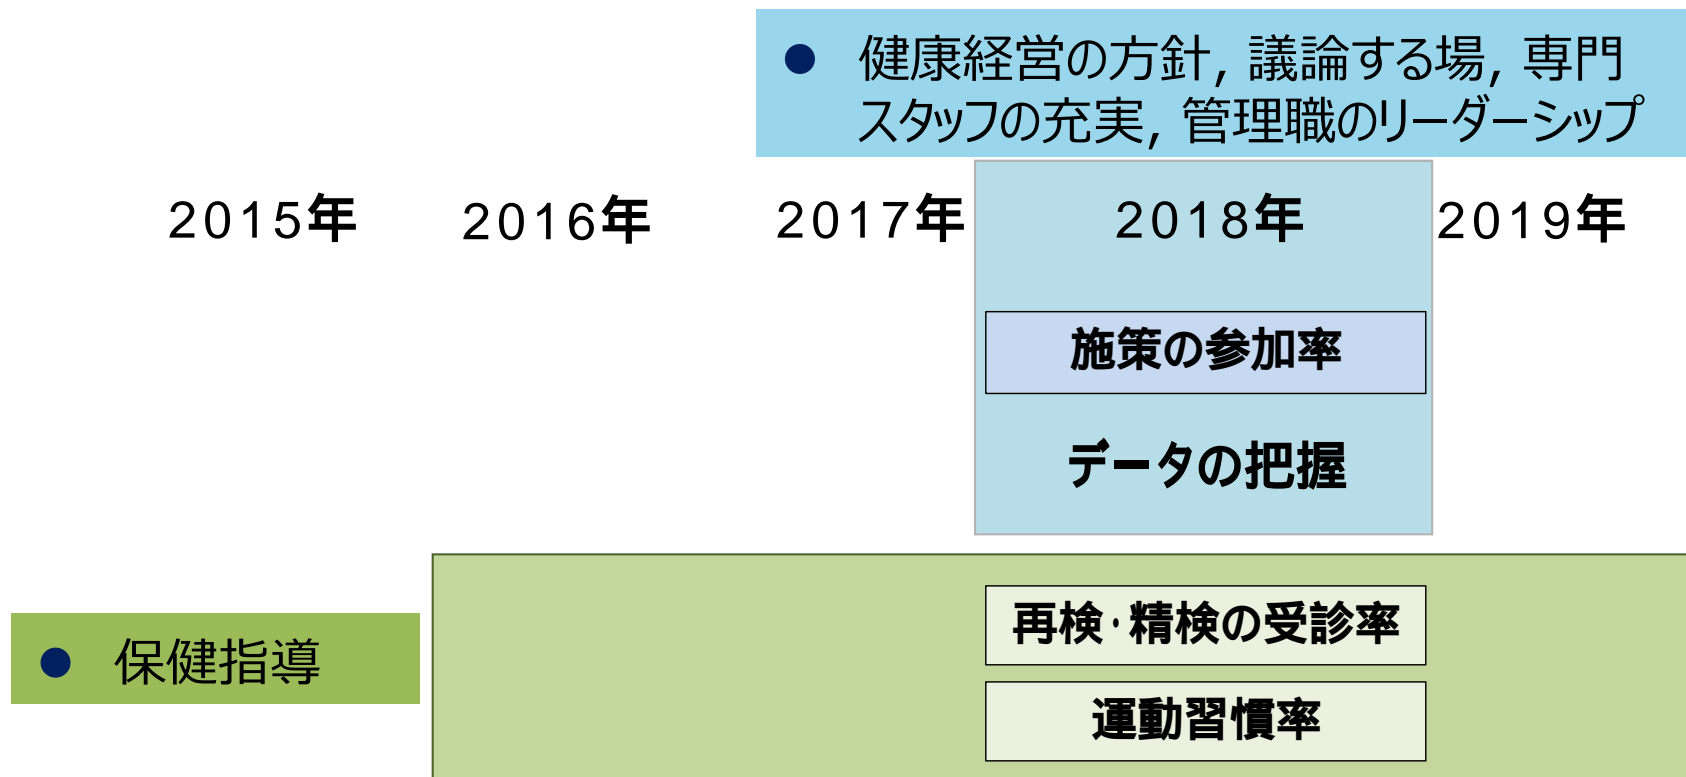 ● 健康経営の方針, 議論する場, 専門
スタッフの充実, 管理職のリーダーシップ
2015年 2016年 2017年 2018年 2019年
施策の参加率
データの把握
再検・精検の受診率
● 保健指導
運動習慣率